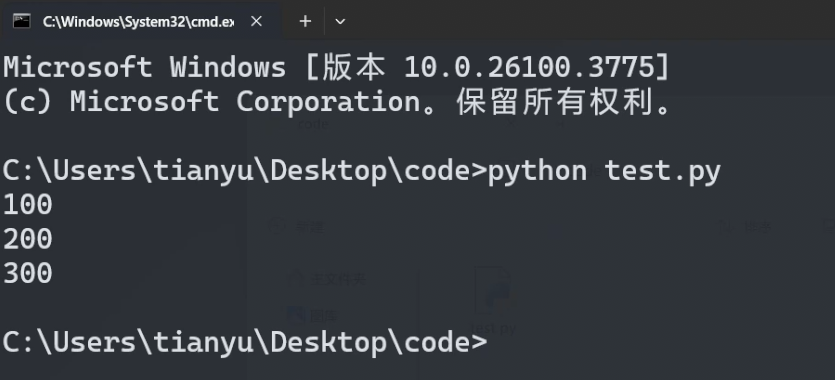 C:\Windows\System32\cmd.ex
Microsoft Windows [版本 10.0.26100.3775]
(c) Microsoft Corporation。保留所有权利。
C:\Users\tianyu\Desktop\code>python test.py
100
200
300
C:\Users\tianyu\Desktop\code>